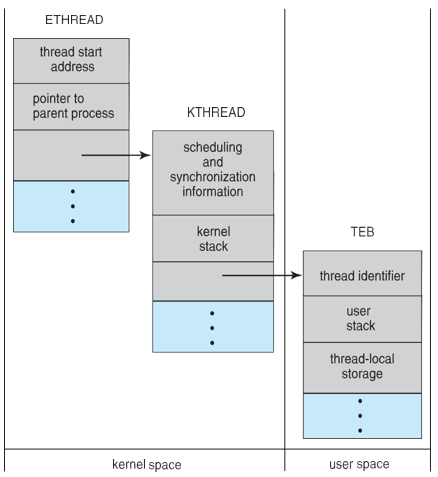 ETHREAD
thread start
address
pointer to
parent process
KTHREAD
scheduling
and
synchronization
information
kernel
stack
TEB
thread identifier
user
stack
thread-local
storage
kernel space
user space